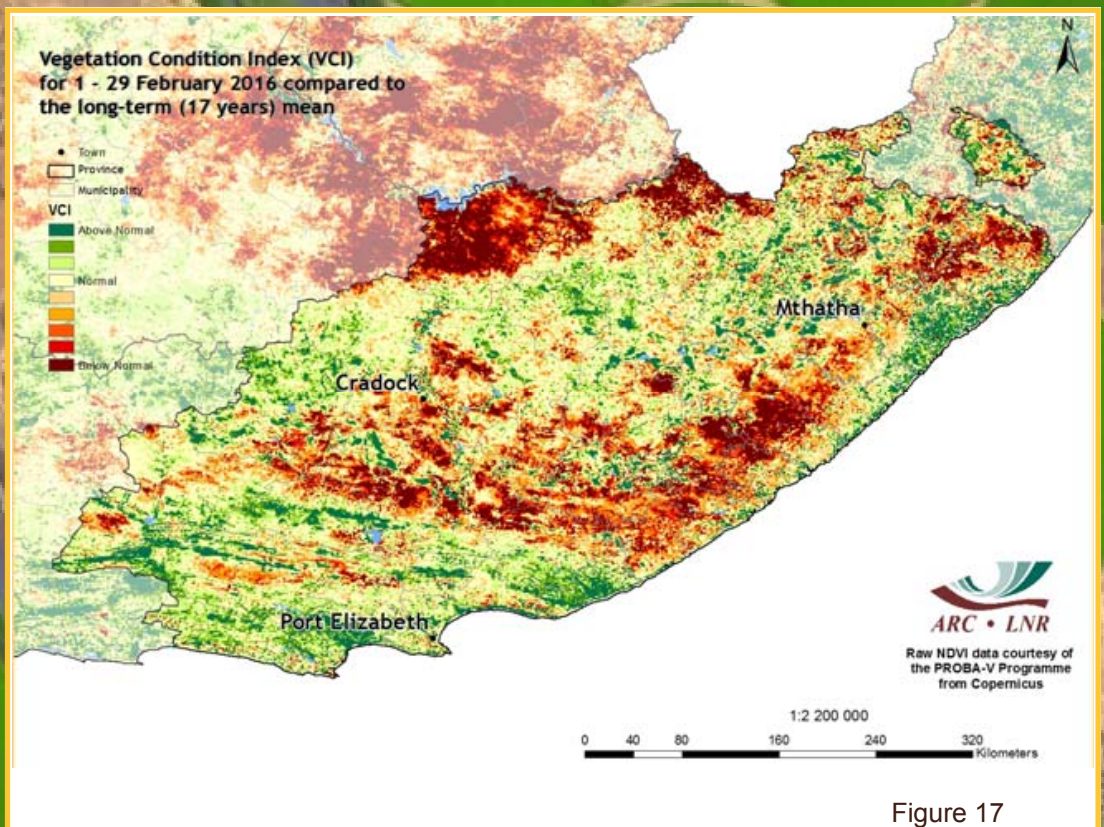 Vegetation Condition Index (VCI)
for 1 - 29 February 2016 compared to
the long-term (17 years) mean
Town
Province
Municipality
VCI
Above Normal
Normal
Below Normal
N
Mthatha
Cradock
Port Elizabeth
ARC • LNR
Raw NDVI data courtesy of
the PROBA-V Programme
from Copernicus
1:2 200 000
0 40 80 160 240 320
Kilometers
Figure 17